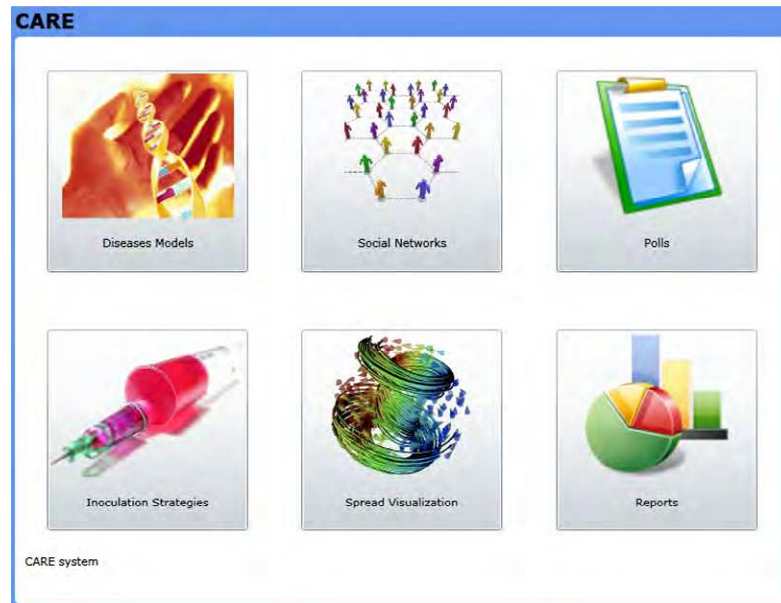 CARE
Diseases Models
Social Networks
Polls
Inoculation Strategies
Spread Visualization
Reports
CARE system